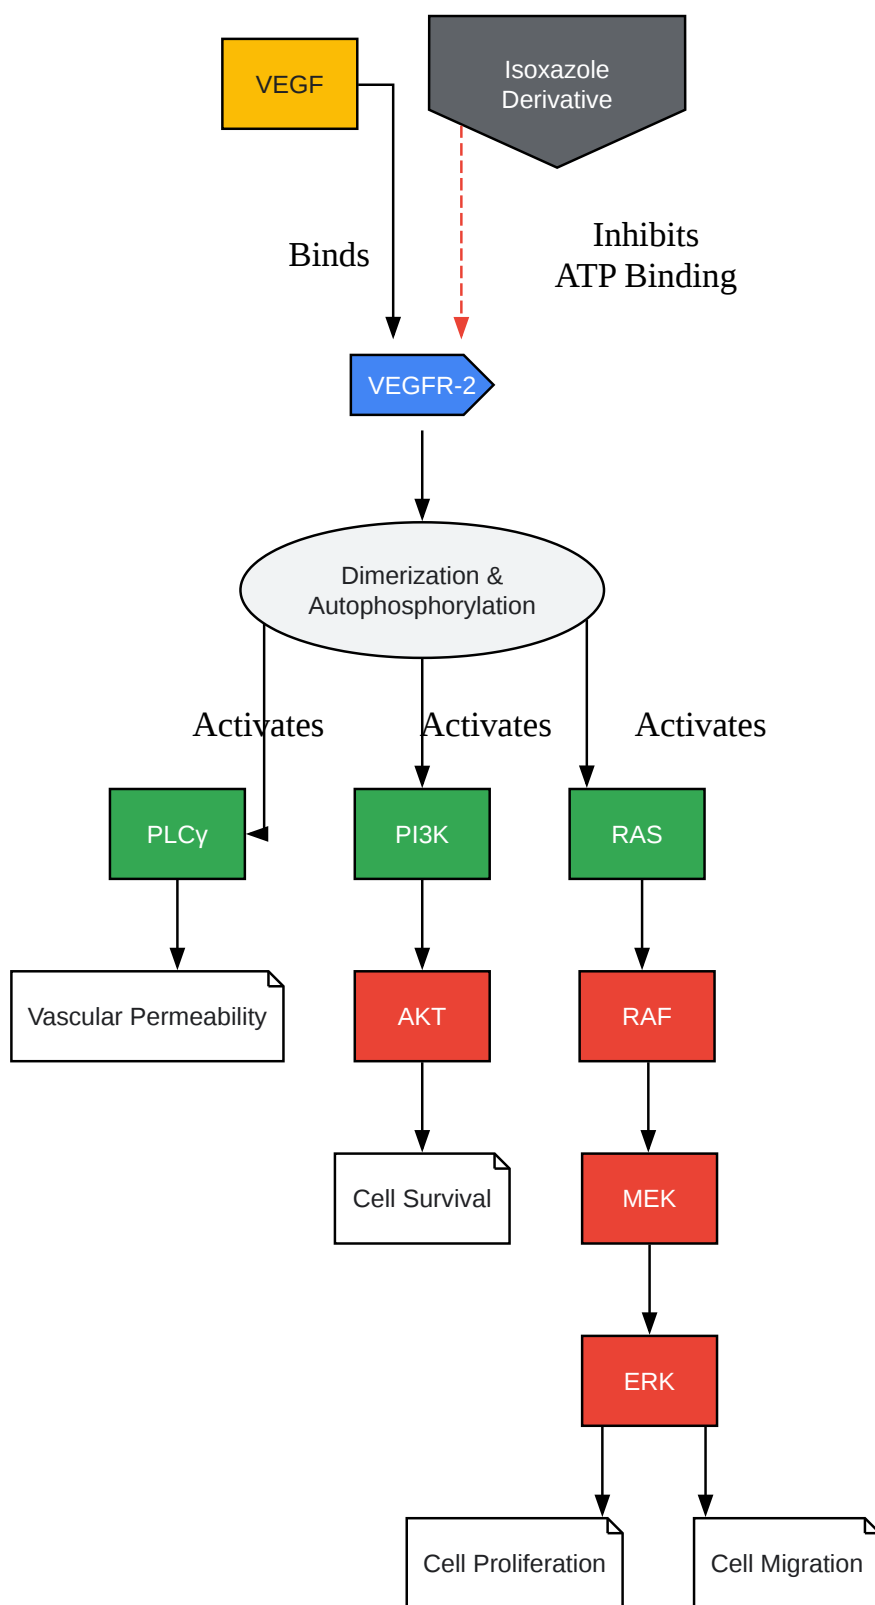 VEGF
Isoxazole
Derivative
Binds
Inhibits
ATP Binding
VEGFR-2
Dimerization &
Autophosphorylation
Activates
Activates
Activates
PLCγ
PI3K
RAS
Vascular Permeability
AKT
RAF
Cell Survival
MEK
ERK
Cell Proliferation
Cell Migration